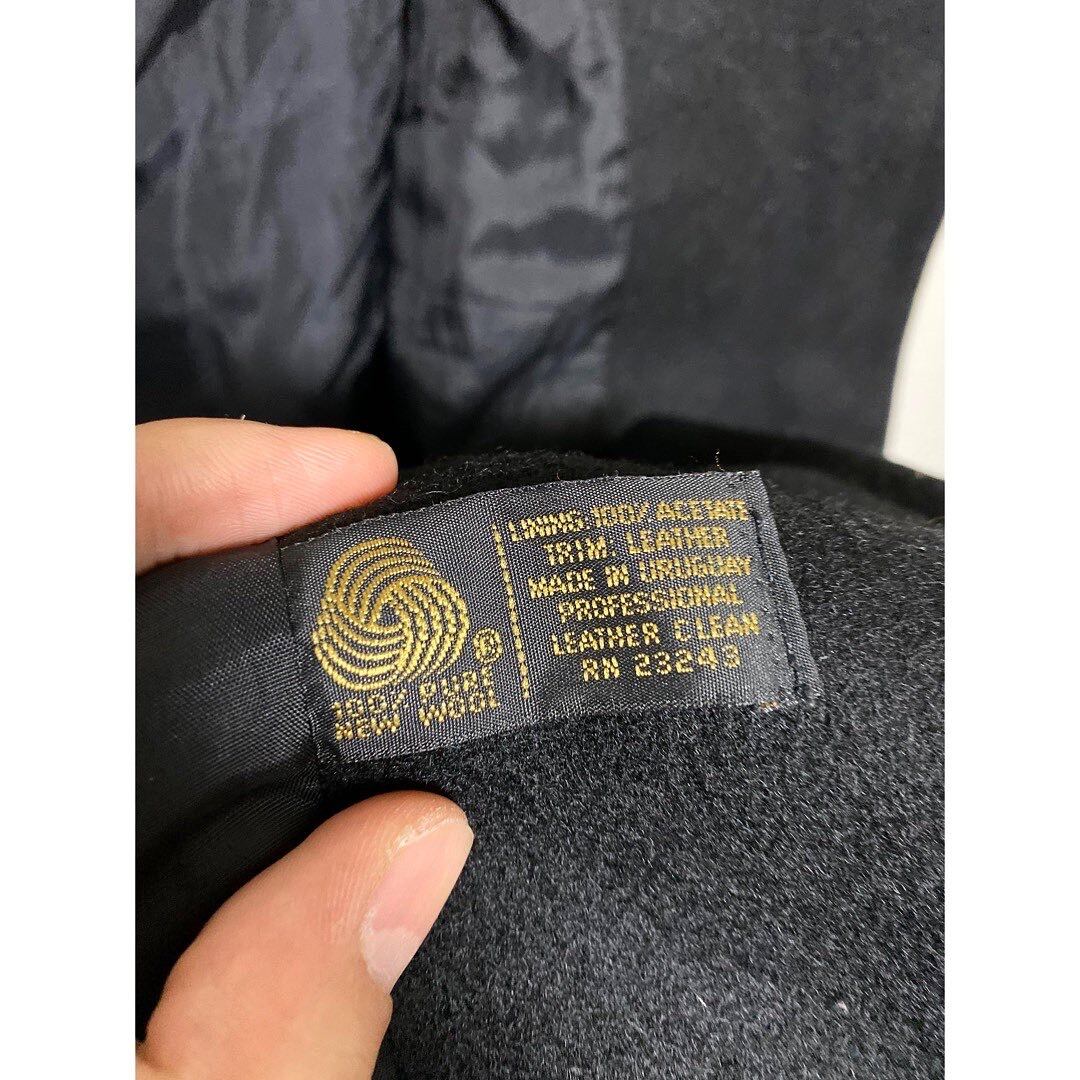 100% PURE
NEW WOOL
®
LINING 100% ACETATE
TRIM LEATHER
MADE IN URUGUAY
PROFESSIONAL
LEATHER CLEAN
RN 23243